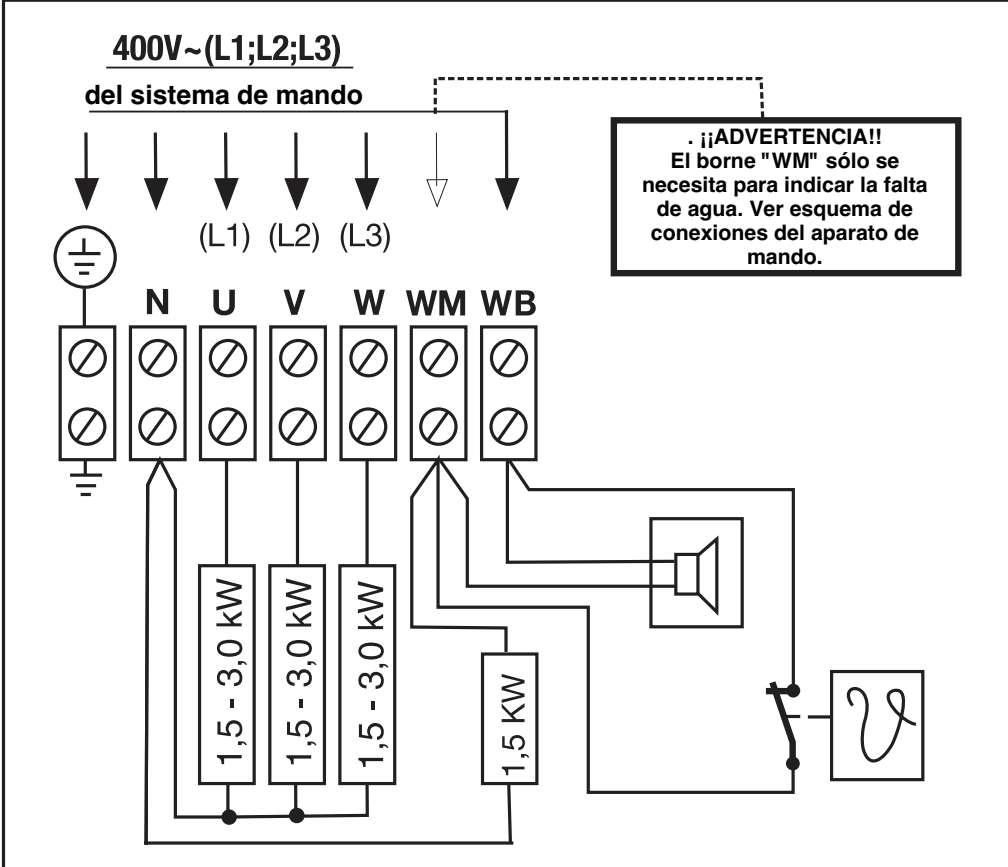 400V~(L1;L2;L3)
del sistema de mando
. ¡¡ADVERTENCIA!!
El borne "WM" sólo se
necesita para indicar la falta
de agua. Ver esquema de
conexiones del aparato de
mando.
(L1) (L2) (L3)
N U V W WM WB
1,5 - 3,0 kW
1,5 - 3,0 kW
1,5 - 3,0 kW
1,5 KW
ϑ